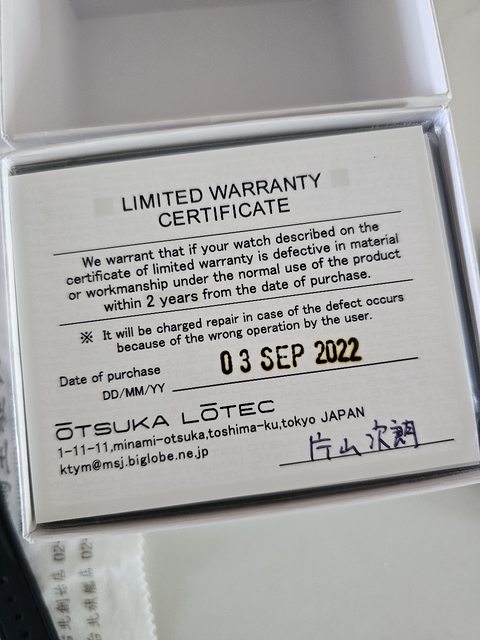 LIMITED WARRANTY
CERTIFICATE
We warrant that if your watch described on the
certificate of limited warranty is defective in material
or workmanship under the normal use of the product
within 2 years from the date of purchase.
※ It will be charged repair in case of the defect occurs
because of the wrong operation by the user.
Date of purchase
DD/MM/YY
03 SEP 2022
ŌTSUKA LŌTEC
1-11-11,minami-otsuka,toshima-ku,tokyo JAPAN
ktym@msj.biglobe.ne.jp
片山次朗